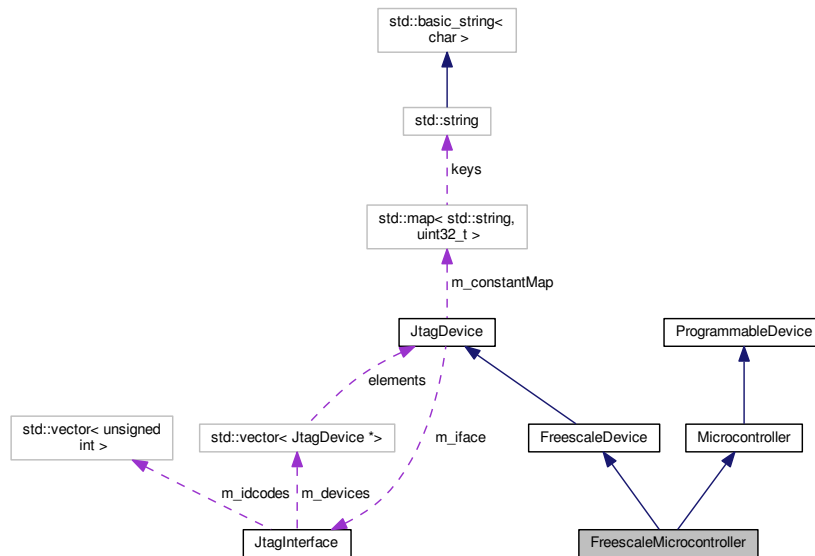 std::basic_string<
char >
std::string
keys
std::map< std::string,
uint32_t >
m_constantMap
JtagDevice
ProgrammableDevice
elements
std::vector< unsigned
int >
std::vector< JtagDevice *>
m_iface
FreescaleDevice
Microcontroller
m_idcodes
m_devices
JtagInterface
FreescaleMicrocontroller